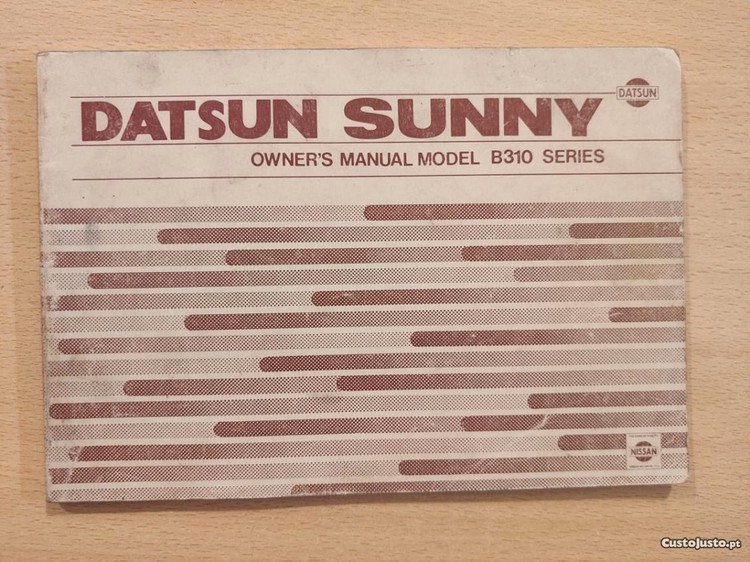 DATSUN
DATSUN SUNNY
OWNER'S MANUAL MODEL B310 SERIES
NISSAN
CustoJusto.pt